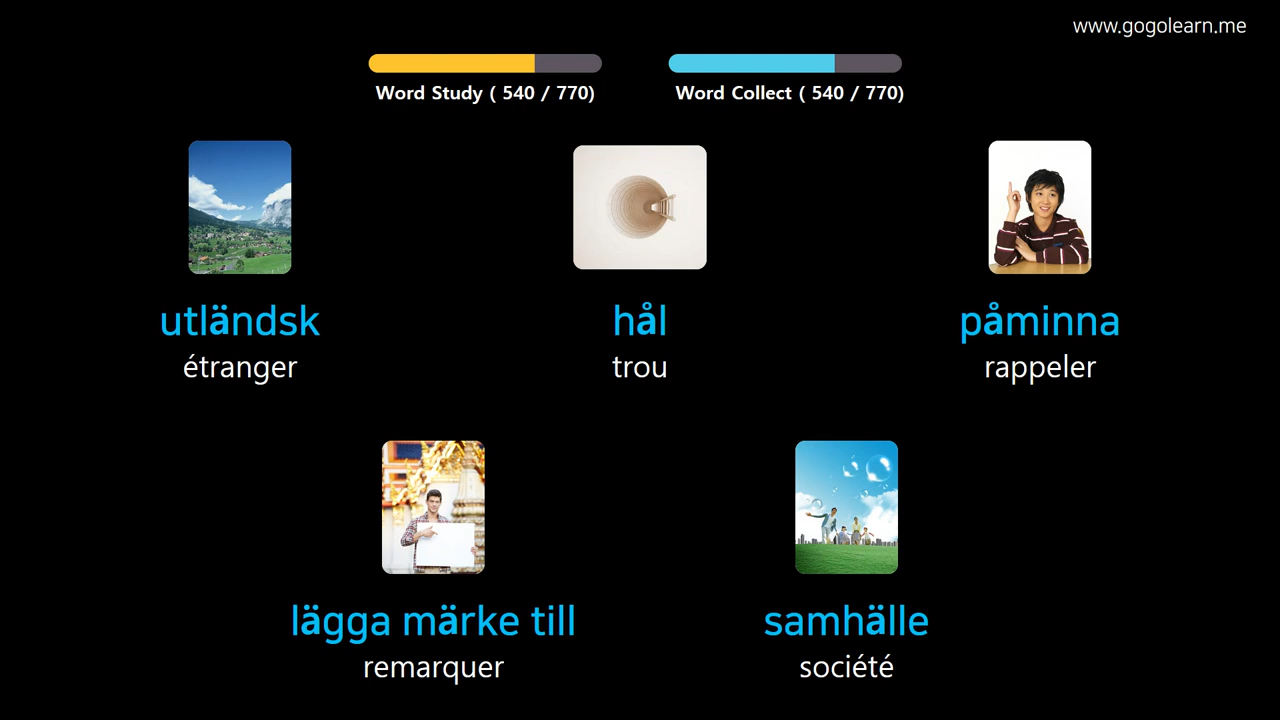 www.gogolearn.me
Word Study ( 540 / 770)
Word Collect ( 540 / 770)
utländsk
étranger
hål
trou
påminna
rappeler
lägga märke till
remarquer
samhälle
société